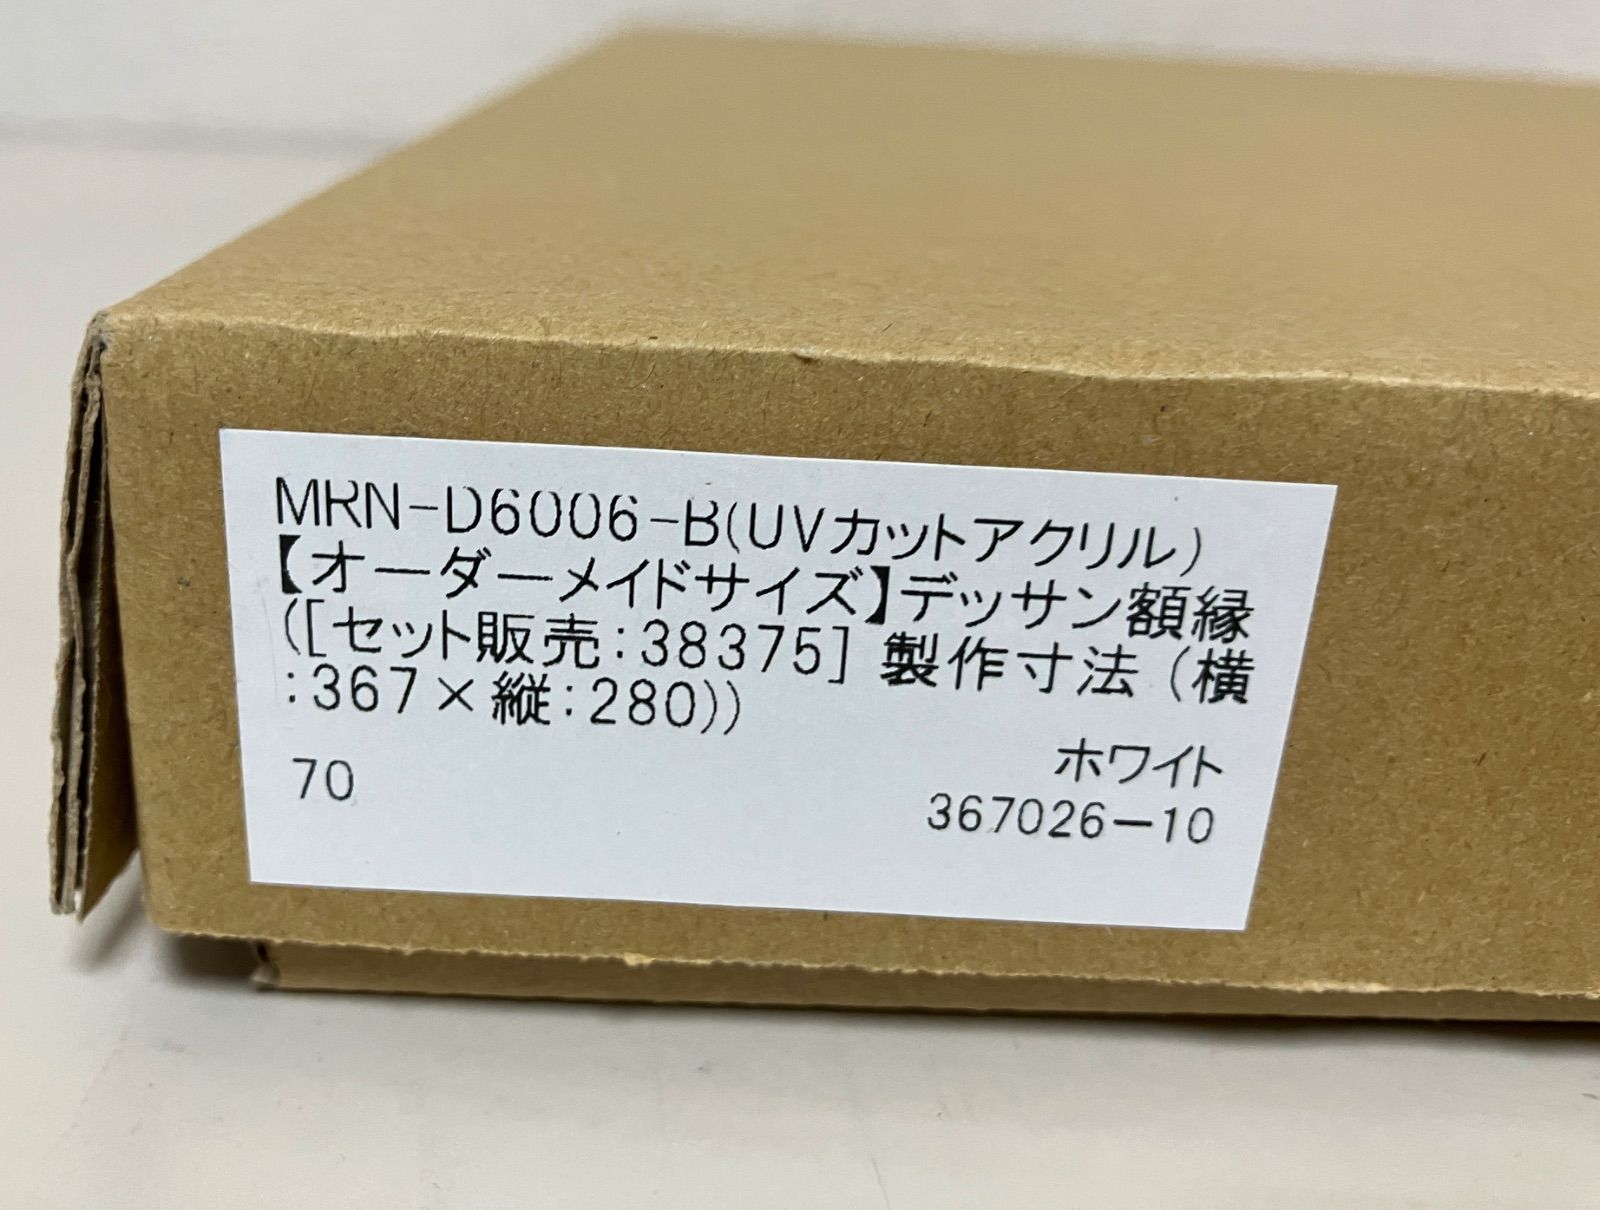 MRN-D6006-B(UVカットアクリル)
【オーダーメイドサイズ】デッサン額縁
([セット販売:38375] 製作寸法 (横
:367×縦:280))
ホワイト
70
367026-10